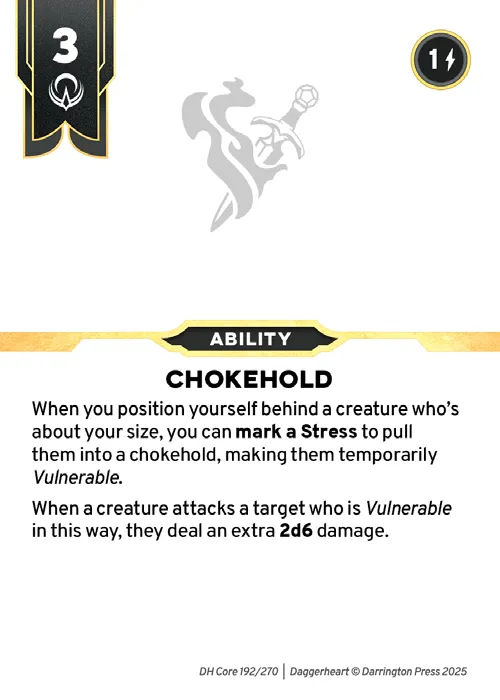 3
1
ABILITY
CHOKEHOLD
When you position yourself behind a creature who's
about your size, you can mark a Stress to pull
them into a chokehold, making them temporarily
Vulnerable.
When a creature attacks a target who is Vulnerable
in this way, they deal an extra 2d6 damage.
DH Core 192/270 | Daggerheart © Darrington Press 2025